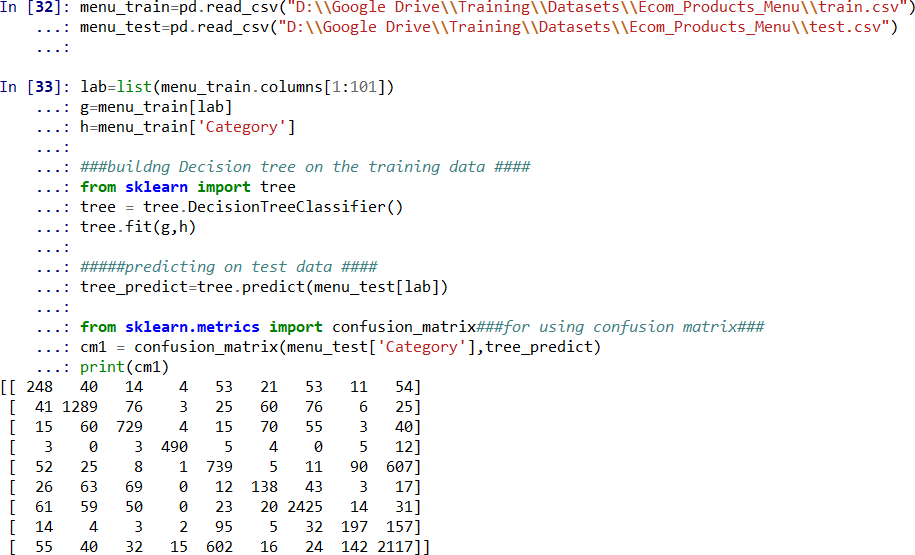 In [32]: menu_train=pd.read_csv("D:\\Google Drive\\Training\\Datasets\\Ecom_Products_Menu\\train.csv")
    ...: menu_test=pd.read_csv("D:\\Google Drive\\Training\\Datasets\\Ecom_Products_Menu\\test.csv")
    ...:
In [33]: lab=list(menu_train.columns[1:101])
    ...: g=menu_train[lab]
    ...: h=menu_train['Category']
    ...:
    ...: ###buildng Decision tree on the training data ####
    ...: from sklearn import tree
    ...: tree = tree.DecisionTreeClassifier()
    ...: tree.fit(g,h)
    ...:
    ...: #####predicting on test data ####
    ...: tree_predict=tree.predict(menu_test[lab])
    ...:
    ...: from sklearn.metrics import confusion_matrix###for using confusion matrix###
    ...: cm1 = confusion_matrix(menu_test['Category'],tree_predict)
    ...: print(cm1)
[[ 248   40   14    4   53   21   53   11   54]
 [  41 1289   76    3   25   60   76    6   25]
 [  15   60  729    4   15   70   55    3   40]
 [   3    0    3  490    5    4    0    5   12]
 [  52   25    8    1  739    5   11   90  607]
 [  26   63   69    0   12  138   43    3   17]
 [  61   59   50    0   23   20 2425   14   31]
 [  14    4    3    2   95    5   32  197  157]
 [  55   40   32   15  602   16   24  142 2117]]